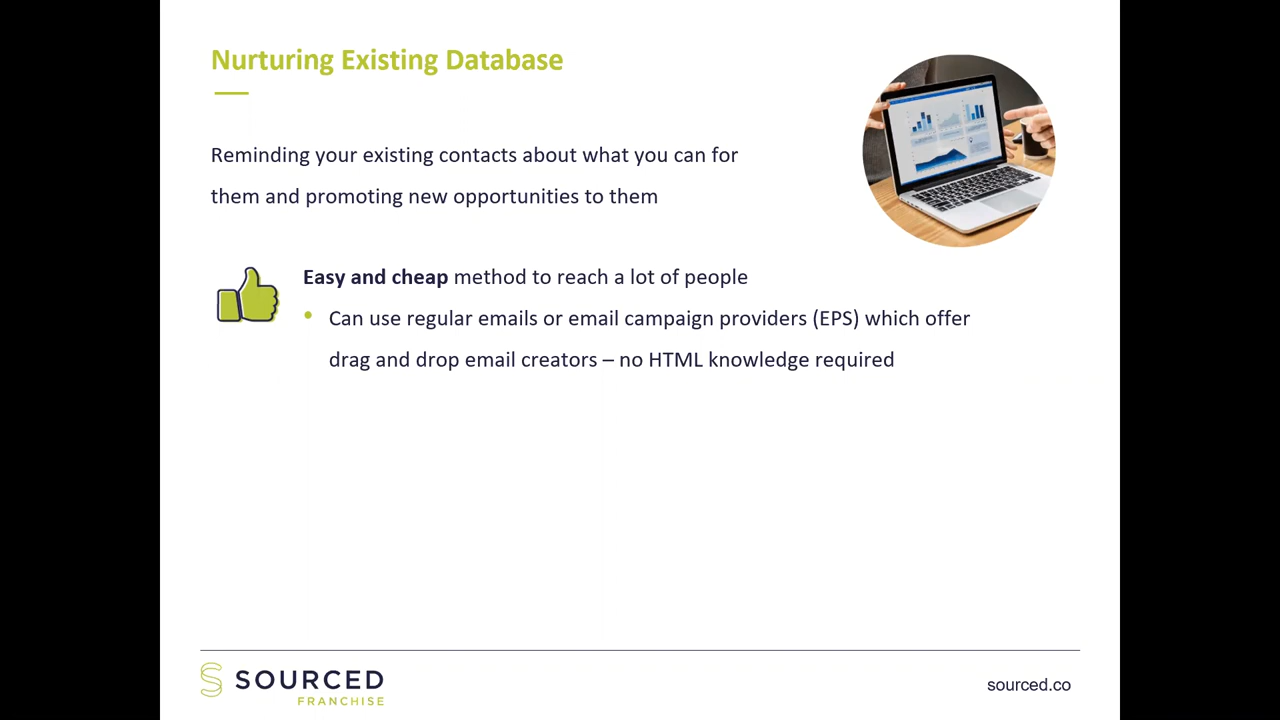 Nurturing Existing Database
Reminding your existing contacts about what you can for
them and promoting new opportunities to them
Easy and cheap method to reach a lot of people
• Can use regular emails or email campaign providers (EPS) which offer
drag and drop email creators – no HTML knowledge required
SOURCED
FRANCHISE
sourced.co